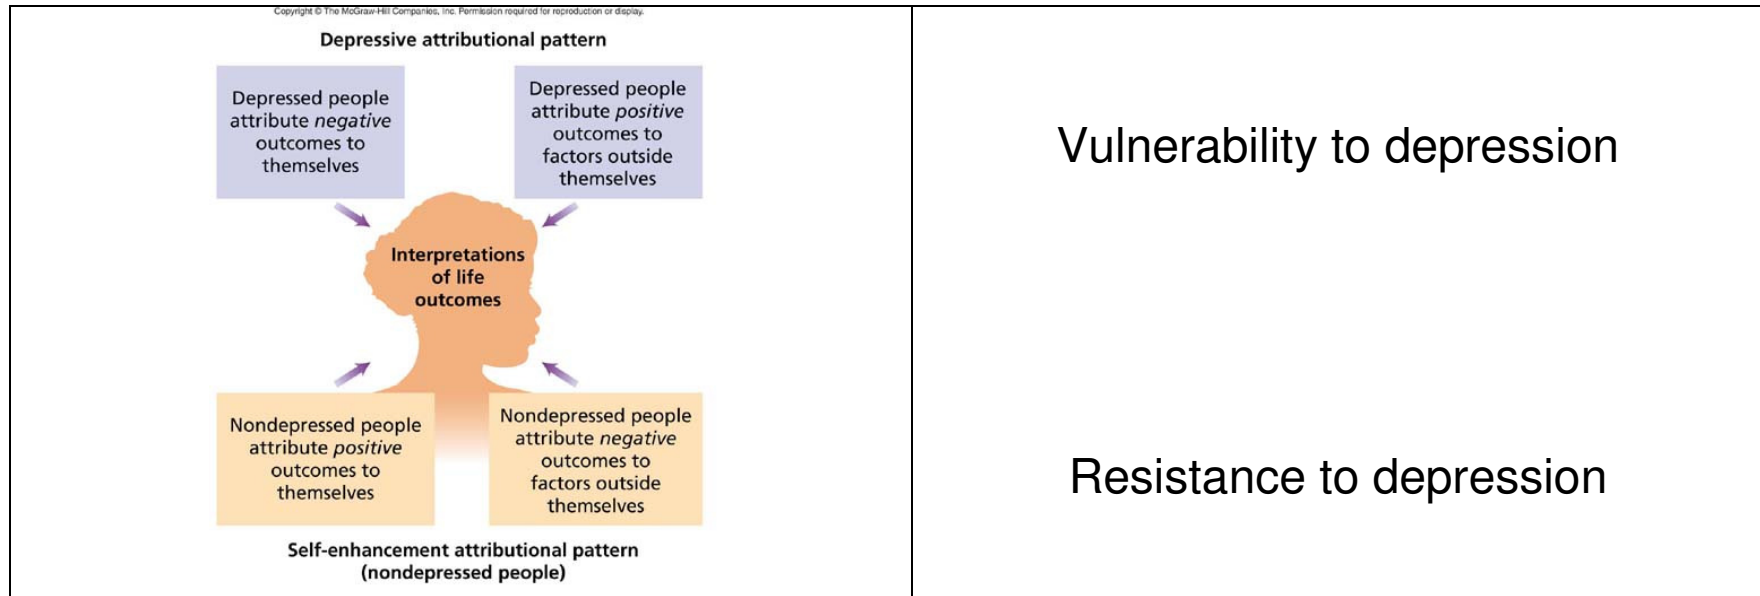 Copyright © The McGraw-Hill Companies, Inc. Permission required for reproduction or display.
Depressive attributional pattern
Depressed people
attribute negative
outcomes to
themselves
Depressed people
attribute positive
outcomes to
factors outside
themselves
Interpretations
of life
outcomes
Nondepressed people
attribute positive
outcomes to
themselves
Nondepressed people
attribute negative
outcomes to
factors outside
themselves
Self-enhancement attributional pattern
(nondepressed people)
Vulnerability to depression
Resistance to depression